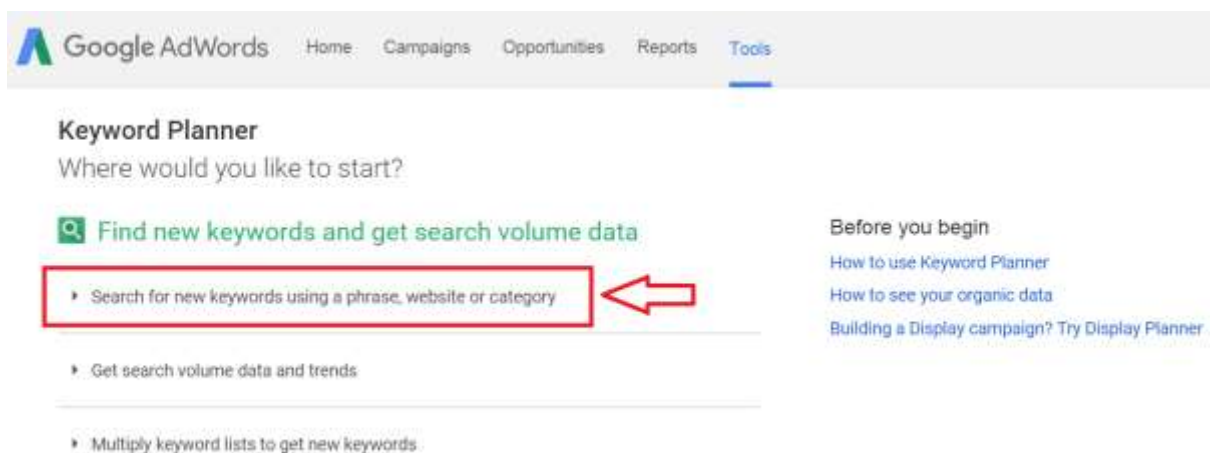 Google AdWords Home Campaigns Opportunities Reports Tools
Keyword Planner
Where would you like to start?
Find new keywords and get search volume data
Search for new keywords using a phrase, website or category
Get search volume data and trends
Multiply keyword lists to get new keywords
Before you begin
How to use Keyword Planner
How to see your organic data
Building a Display campaign? Try Display Planner